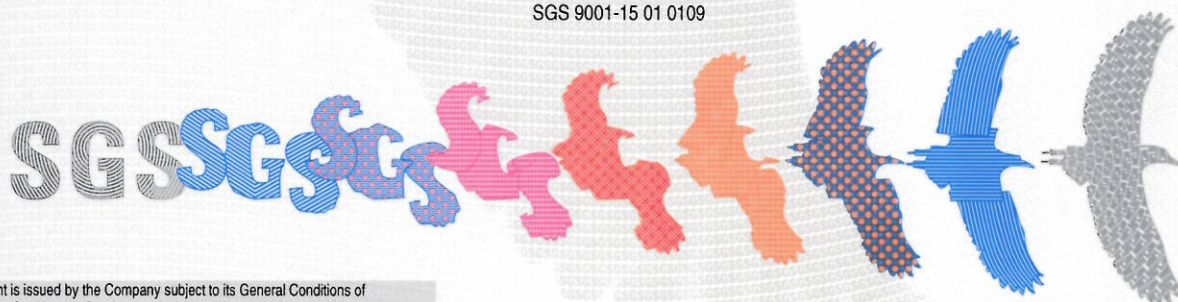 SGS 9001-15 01 0109
SGS SGS SGS
nt is issued by the Company subject to its General Conditions of